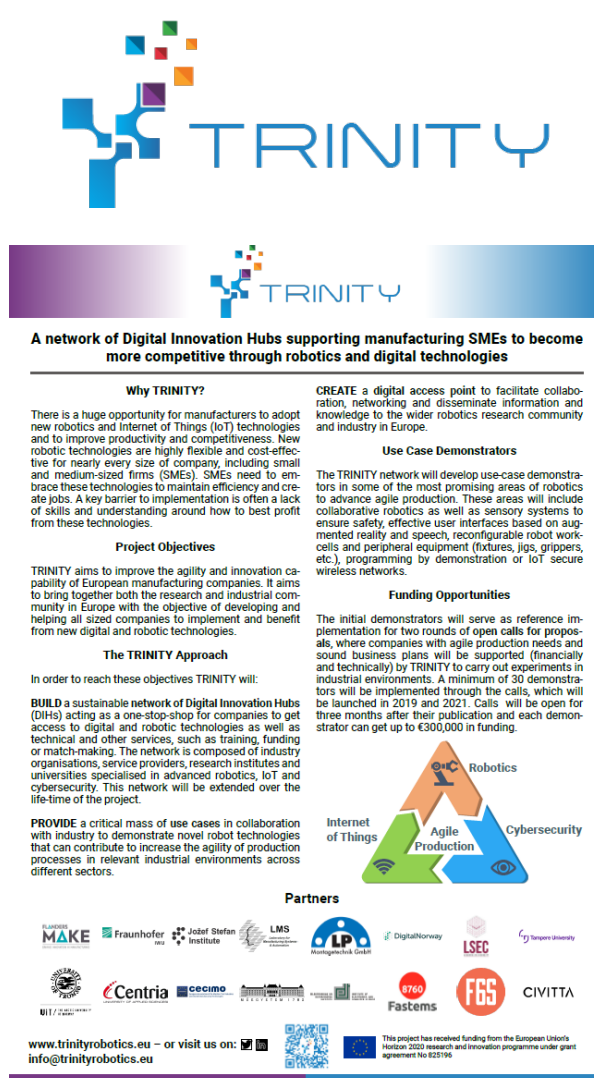 TRINITY
TRINITY
A network of Digital Innovation Hubs supporting manufacturing SMEs to become
more competitive through robotics and digital technologies
Why TRINITY?
There is a huge opportunity for manufacturers to adopt
new robotics and Internet of Things (IoT) technologies
and to improve productivity and competitiveness. New
robotic technologies are highly flexible and cost-effec-
tive for nearly every size of company, including small
and medium-sized firms (SMEs). SMEs need to em-
brace these technologies to maintain efficiency and cre-
ate jobs. A key barrier to implementation is often a lack
of skills and understanding around how to best profit
from these technologies.
Project Objectives
TRINITY aims to improve the agility and innovation ca-
pability of European manufacturing companies. It aims
to bring together both the research and industrial com-
munity in Europe with the objective of developing and
helping all sized companies to implement and benefit
from new digital and robotic technologies.
The TRINITY Approach
In order to reach these objectives TRINITY will:
BUILD a sustainable network of Digital Innovation Hubs
(DIHs) acting as a one-stop-shop for companies to get
access to digital and robotic technologies as well as
technical and other services, such as training, funding
or match-making. The network is composed of industry
organisations, service providers, research institutes and
universities specialised in advanced robotics, IoT and
cybersecurity. This network will be extended over the
life-time of the project.
PROVIDE a critical mass of use cases in collaboration
with industry to demonstrate novel robot technologies
that can contribute to increase the agility of production
processes in relevant industrial environments across
different sectors.
CREATE a digital access point to facilitate collabo-
ration, networking and disseminate information and
knowledge to the wider robotics research community
and industry in Europe.
Use Case Demonstrators
The TRINITY network will develop use-case demonstra-
tors in some of the most promising areas of robotics
to advance agile production. These areas will include
collaborative robotics as well as sensory systems to
ensure safety, effective user interfaces based on aug-
mented reality and speech, reconfigurable robot work-
cells and peripheral equipment (fixtures, jigs, grippers,
etc.), programming by demonstration or IoT secure
wireless networks.
Funding Opportunities
The initial demonstrators will serve as reference im-
plementation for two rounds of open calls for propos-
als, where companies with agile production needs and
sound business plans will be supported (financially
and technically) by TRINITY to carry out experiments in
industrial environments. A minimum of 30 demonstra-
tors will be implemented through the calls, which will
be launched in 2019 and 2021. Calls will be open for
three months after their publication and each demon-
strator can get up to €300,000 in funding.
Robotics
Internet
of Things
Agile
Production
Cybersecurity
Partners
FLANDERS
MAKE
Fraunhofer
IWU
Jožef Stefan
Institute
LMS
LP
Montagetechnik GmbH
DigitalNorway
LSEC
Tampere University
UiT
Centria
cecimo
MŰEGYETEM 1782
8760
Fastems
F6S
CIVITTA
www.trinityrobotics.eu – or visit us on:
info@trinityrobotics.eu
This project has received funding from the European Union's
Horizon 2020 research and innovation programme under grant
agreement No 825196